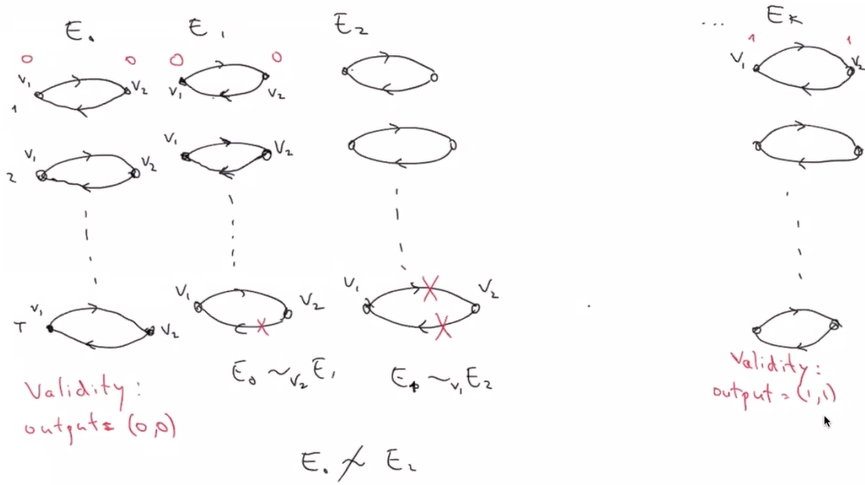 E₀ E₁ E₂ ... Eₖ
0 0 0 0 1 1
V₁ V₂ V₁ V₂ V₁ V₂
1
V₁ V₂ V₁ V₂
2
V₁ V₂ V₁ V₂ V₁ V₂
T
E₀ ~ᵥ₂ E₁
E₁ ~ᵥ₁ E₂
Validity:
output = (0,0)
Validity:
output = (1,1)
E₀ ≁ E₂